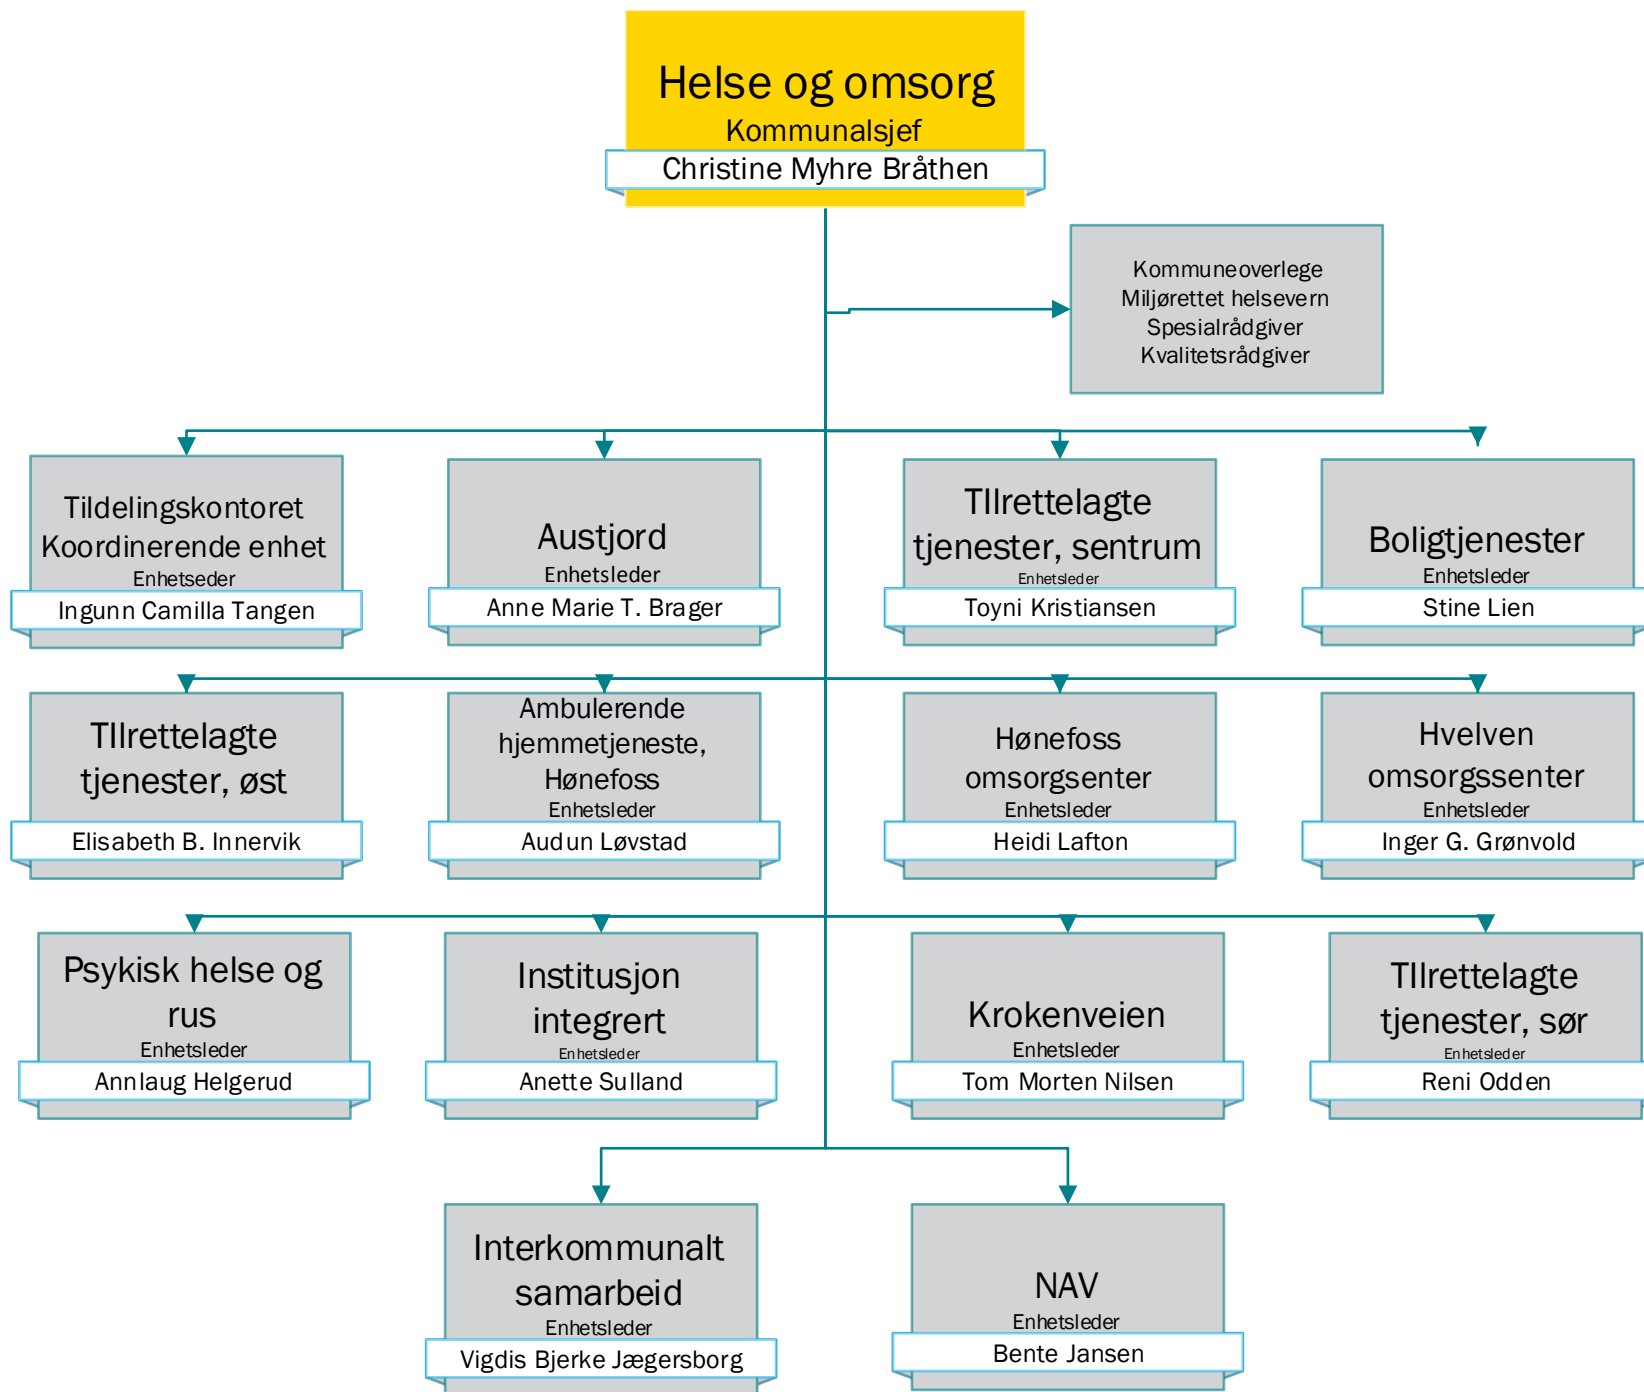 Helse og omsorg
Kommunalsjef
Christine Myhre Bråthen
Kommuneoverlege
Miljørettet helsevern
Spesialrådgiver
Kvalitetsrådgiver
Tildelingskontoret
Koordinerende enhet
Enhetseder
Ingunn Camilla Tangen
Austjord
Enhetsleder
Anne Marie T. Brager
TIlrettelagte
tjenester, sentrum
Enhetsleder
Toyni Kristiansen
Boligtjenester
Enhetsleder
Stine Lien
TIlrettelagte
tjenester, øst
Elisabeth B. Innervik
Ambulerende
hjemmetjeneste,
Hønefoss
Enhetsleder
Audun Løvstad
Hønefoss
omsorgsenter
Enhetsleder
Heidi Lafton
Hvelven
omsorgssenter
Enhetsleder
Inger G. Grønvold
Psykisk helse og
rus
Enhetsleder
Annlaug Helgerud
Institusjon
integrert
Enhetsleder
Anette Sulland
Krokenveien
Enhetsleder
Tom Morten Nilsen
TIlrettelagte
tjenester, sør
Enhetsleder
Reni Odden
Interkommunalt
samarbeid
Enhetsleder
Vigdis Bjerke Jægersborg
NAV
Enhetsleder
Bente Jansen